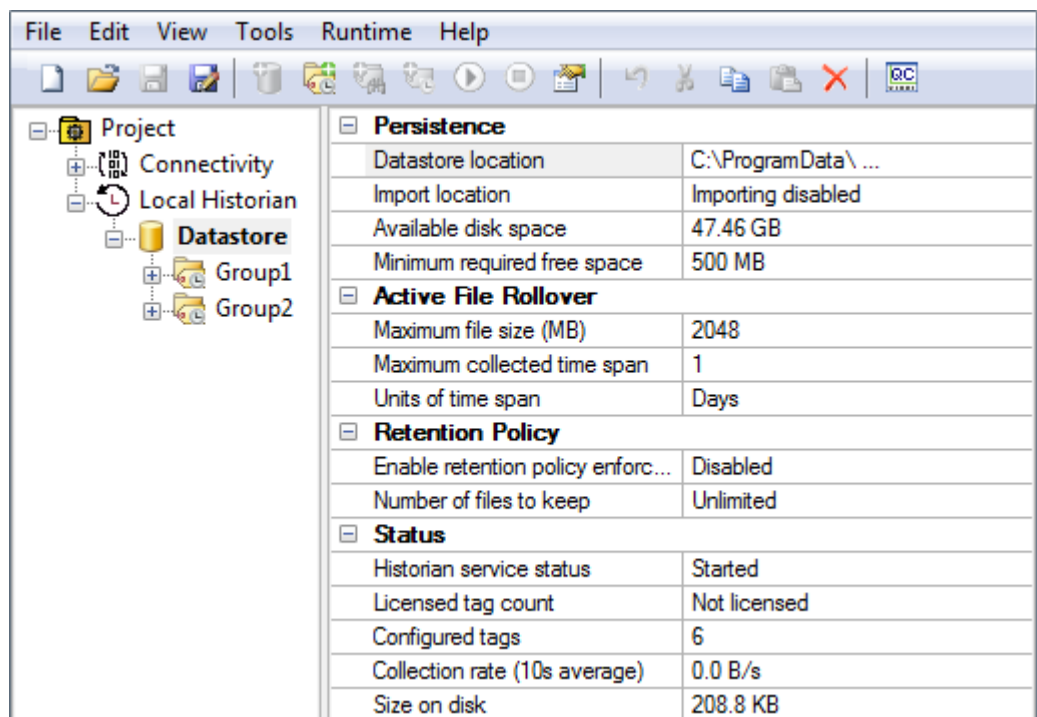 File Edit View Tools Runtime Help
QC
Project
Connectivity
Local Historian
Datastore
Group1
Group2
Persistence
Datastore location C:\ProgramData\ ...
Import location Importing disabled
Available disk space 47.46 GB
Minimum required free space 500 MB
Active File Rollover
Maximum file size (MB) 2048
Maximum collected time span 1
Units of time span Days
Retention Policy
Enable retention policy enforc... Disabled
Number of files to keep Unlimited
Status
Historian service status Started
Licensed tag count Not licensed
Configured tags 6
Collection rate (10s average) 0.0 B/s
Size on disk 208.8 KB